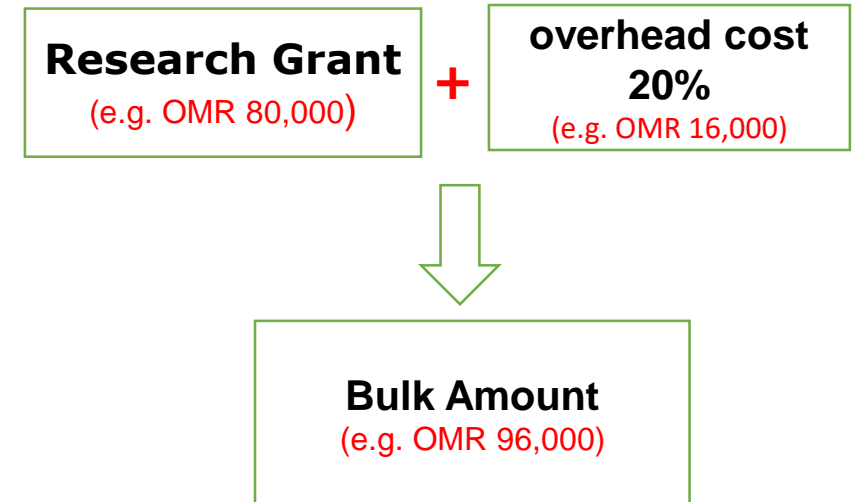 Research Grant
(e.g. OMR 80,000)
+
overhead cost
20%
(e.g. OMR 16,000)
Bulk Amount
(e.g. OMR 96,000)